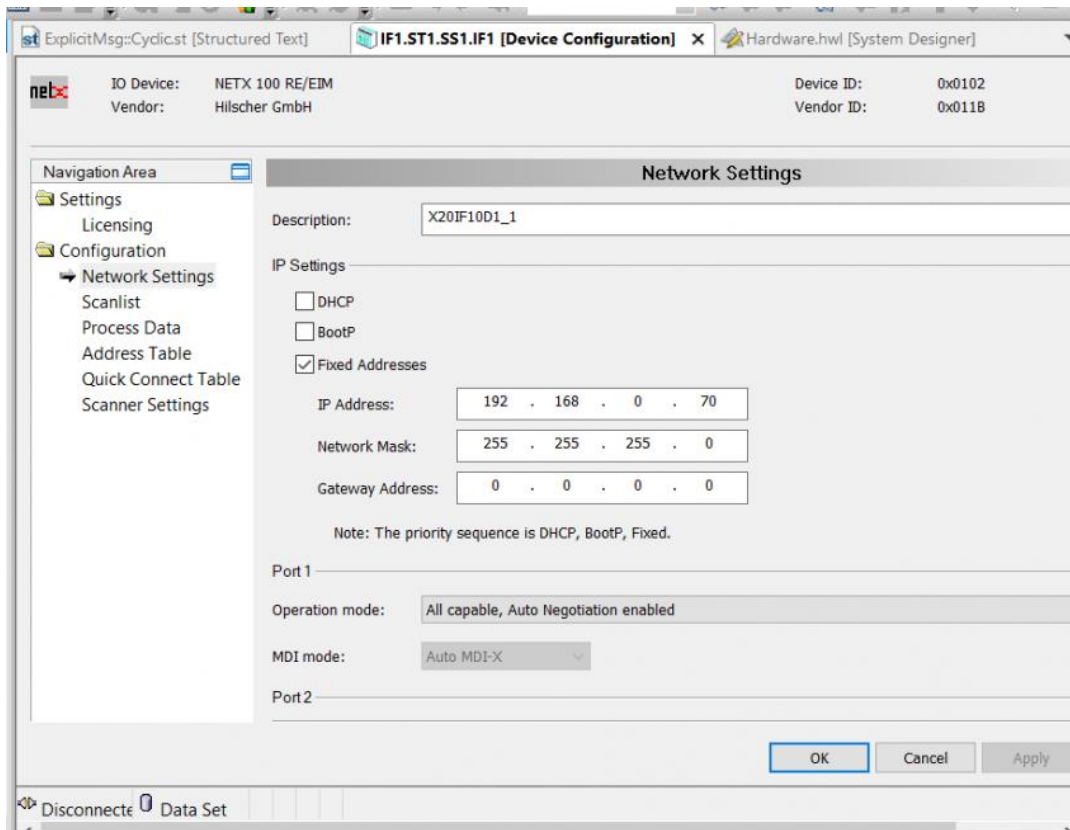 ExplicitMsg::Cyclic.st [Structured Text] IF1.ST1.SS1.IF1 [Device Configuration] X Hardware.hwl [System Designer]
netx IO Device: NETX 100 RE/EIM Device ID: 0x0102
Vendor: Hilscher GmbH Vendor ID: 0x011B
Navigation Area
Settings
Licensing
Configuration
Network Settings
Scanlist
Process Data
Address Table
Quick Connect Table
Scanner Settings
Network Settings
Description: X20IF10D1_1
IP Settings
DHCP
BootP
Fixed Addresses
IP Address: 192 . 168 . 0 . 70
Network Mask: 255 . 255 . 255 . 0
Gateway Address: 0 . 0 . 0 . 0
Note: The priority sequence is DHCP, BootP, Fixed.
Port 1
Operation mode: All capable, Auto Negotiation enabled
MDI mode: Auto MDI-X
Port 2
OK Cancel Apply
Disconnecte Data Set